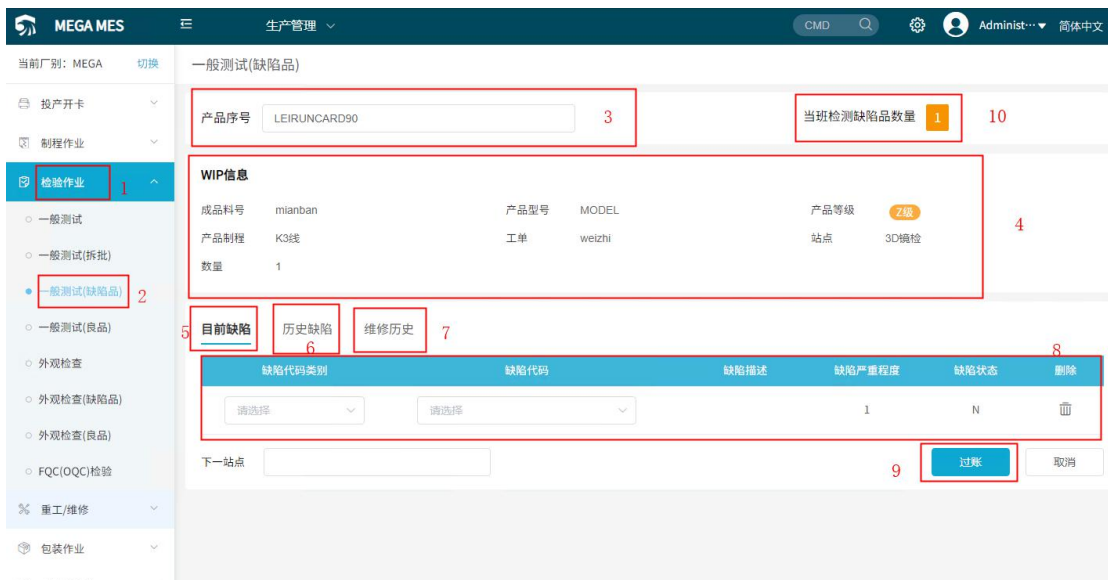 MEGA MES 生产管理 CMD Administ… 简体中文
当前厂别：MEGA 切换 一般测试(缺陷品)
投产开卡
产品序号 LEIRUNCARD90 3 当班检测缺陷品数量 1 10
制程作业
检验作业 1 WIP信息
一般测试 成品料号 mianban 产品型号 MODEL 产品等级 Z级 4
一般测试(拆批) 产品制程 K3线 工单 weizhi 站点 3D镜检
数量 1
一般测试(缺陷品) 2
一般测试(良品) 5 目前缺陷 历史缺陷 6 维修历史 7
外观检查 缺陷代码类别 缺陷代码 缺陷描述 缺陷严重程度 缺陷状态 删除 8
外观检查(缺陷品) 请选择 请选择 1 N
外观检查(良品)
FQC(OQC)检验 下一站点 9 过账 取消
重工/维修
包装作业